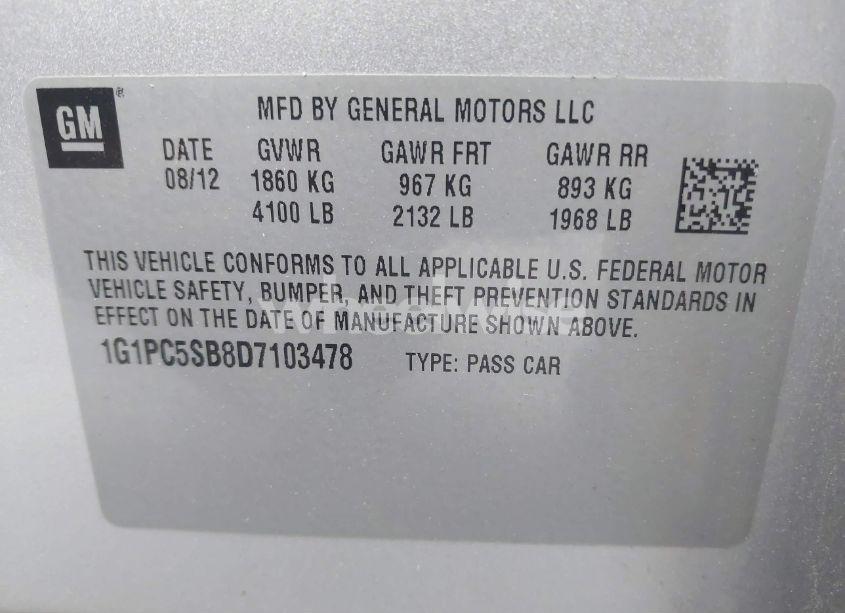 GM®
MFD BY GENERAL MOTORS LLC
DATE GVWR GAWR FRT GAWR RR
08/12 1860 KG 967 KG 893 KG
4100 LB 2132 LB 1968 LB
THIS VEHICLE CONFORMS TO ALL APPLICABLE U.S. FEDERAL MOTOR
VEHICLE SAFETY, BUMPER, AND THEFT PREVENTION STANDARDS IN
EFFECT ON THE DATE OF MANUFACTURE SHOWN ABOVE.
1G1PC5SB8D7103478 TYPE: PASS CAR